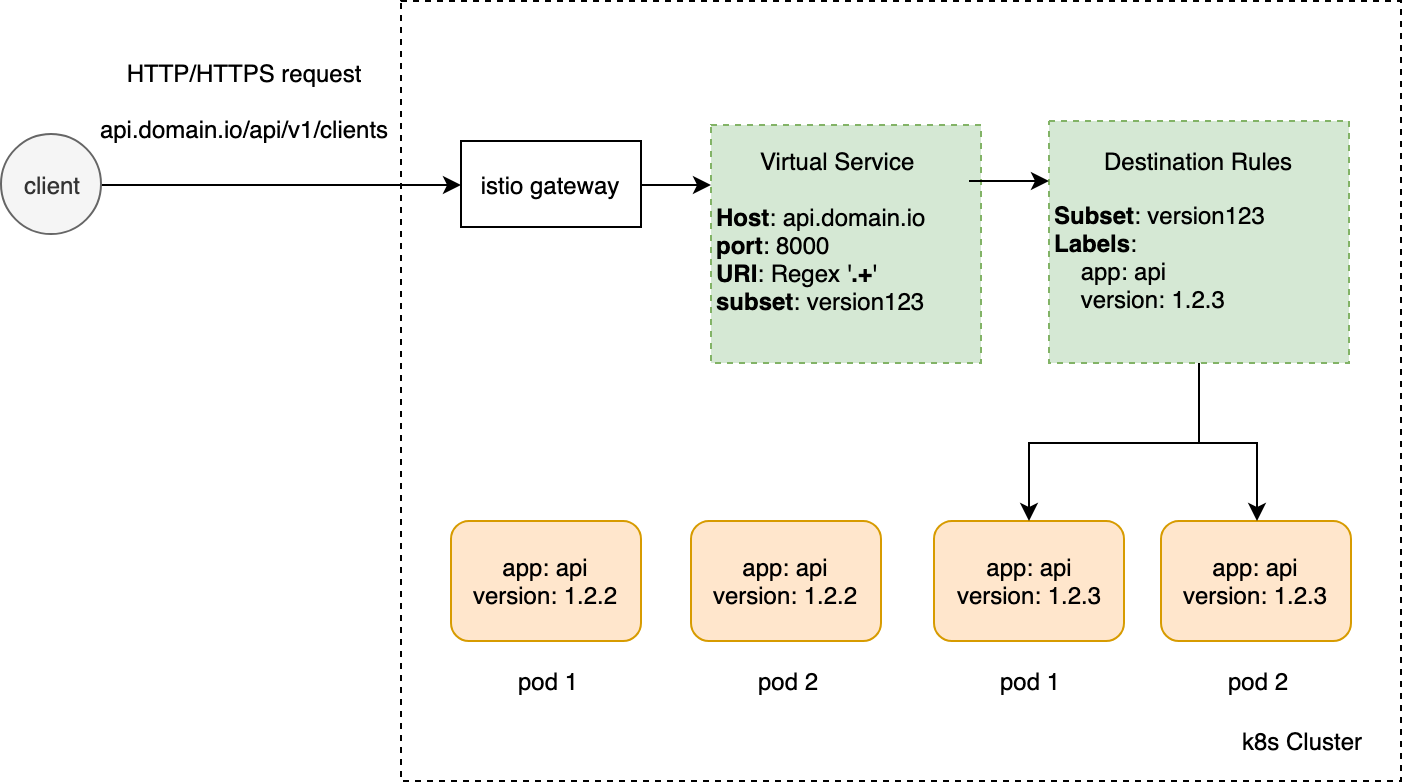 HTTP/HTTPS request
api.domain.io/api/v1/clients
client
istio gateway
Virtual Service
Host: api.domain.io
port: 8000
URI: Regex '.+'
subset: version123
Destination Rules
Subset: version123
Labels:
app: api
version: 1.2.3
app: api
version: 1.2.2
app: api
version: 1.2.2
app: api
version: 1.2.3
app: api
version: 1.2.3
pod 1
pod 2
pod 1
pod 2
k8s Cluster